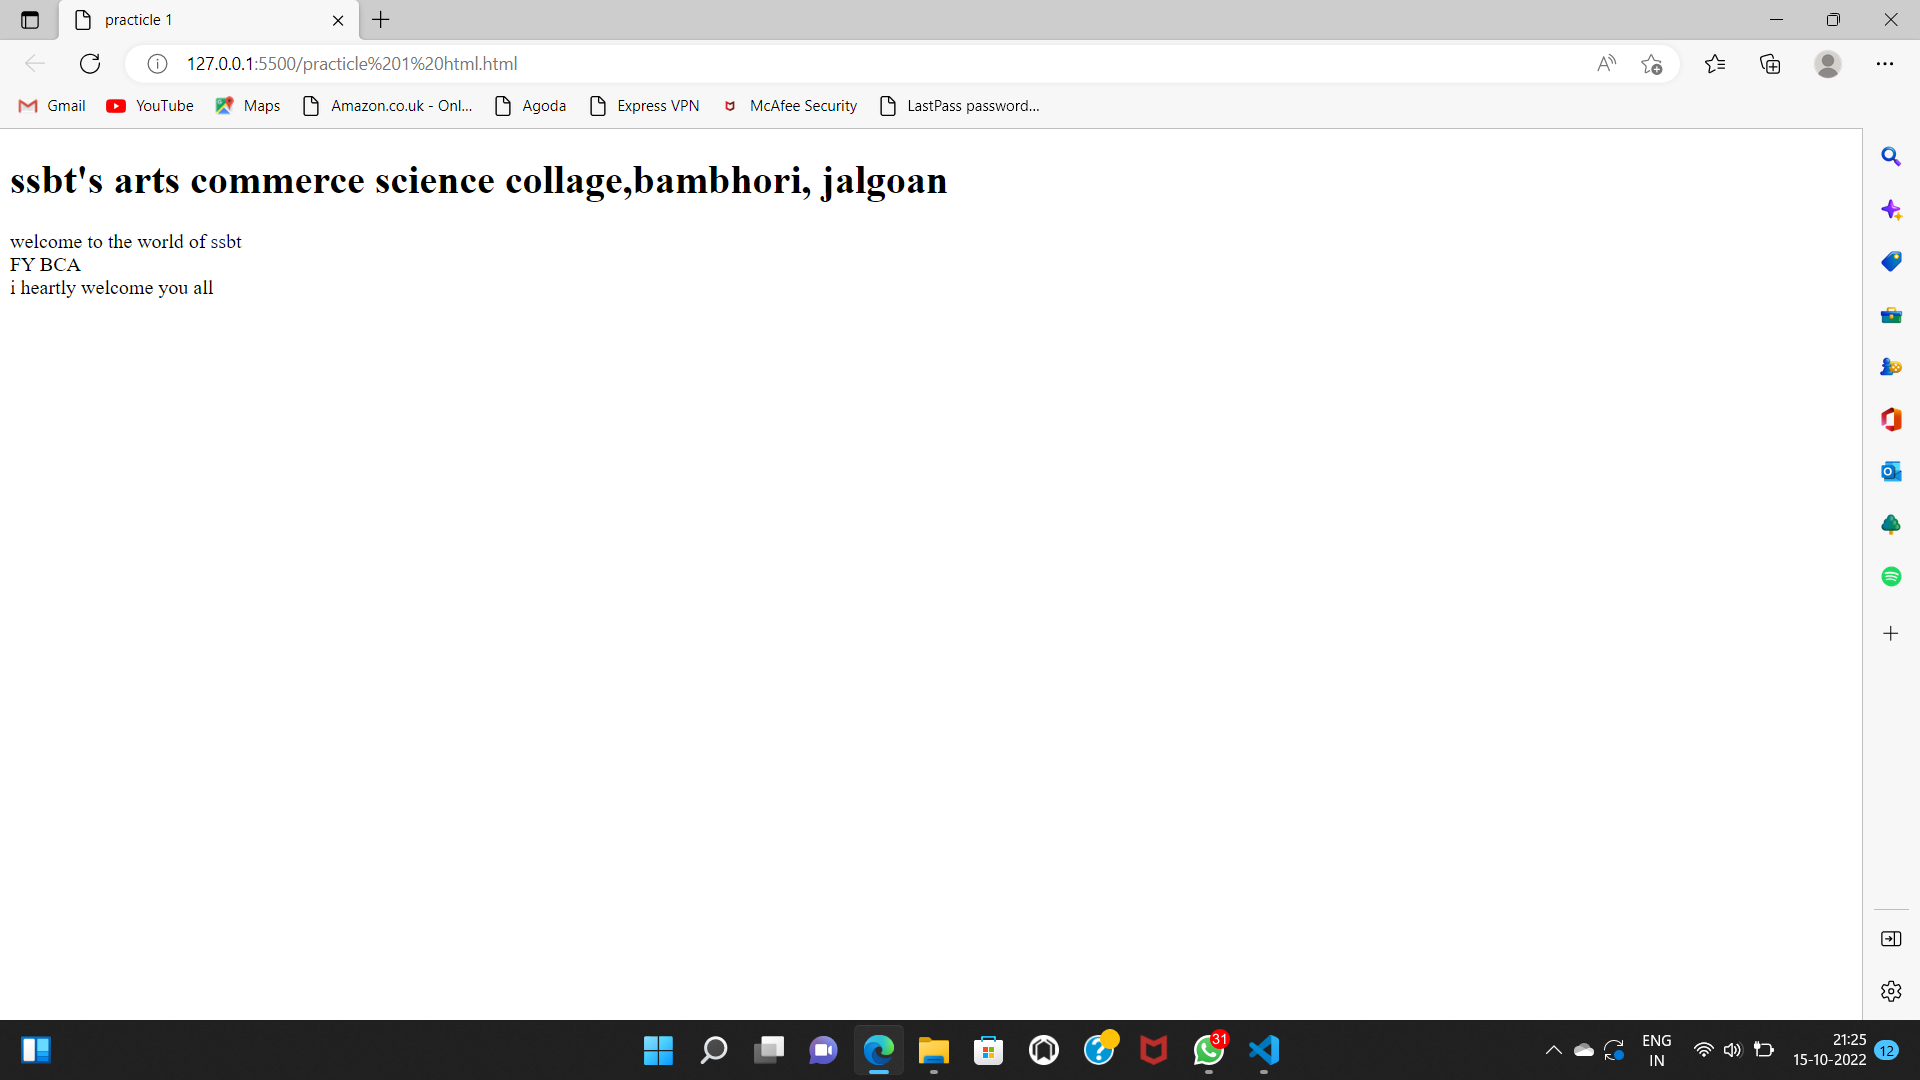 practicle 1
127.0.0.1:5500/practicle%201%20html.html
Gmail YouTube Maps Amazon.co.uk - Onl... Agoda Express VPN McAfee Security LastPass password...
ssbt's arts commerce science collage,bambhori, jalgoan
welcome to the world of ssbt
FY BCA
i heartly welcome you all
31
ENG
IN
21:25
15-10-2022
12